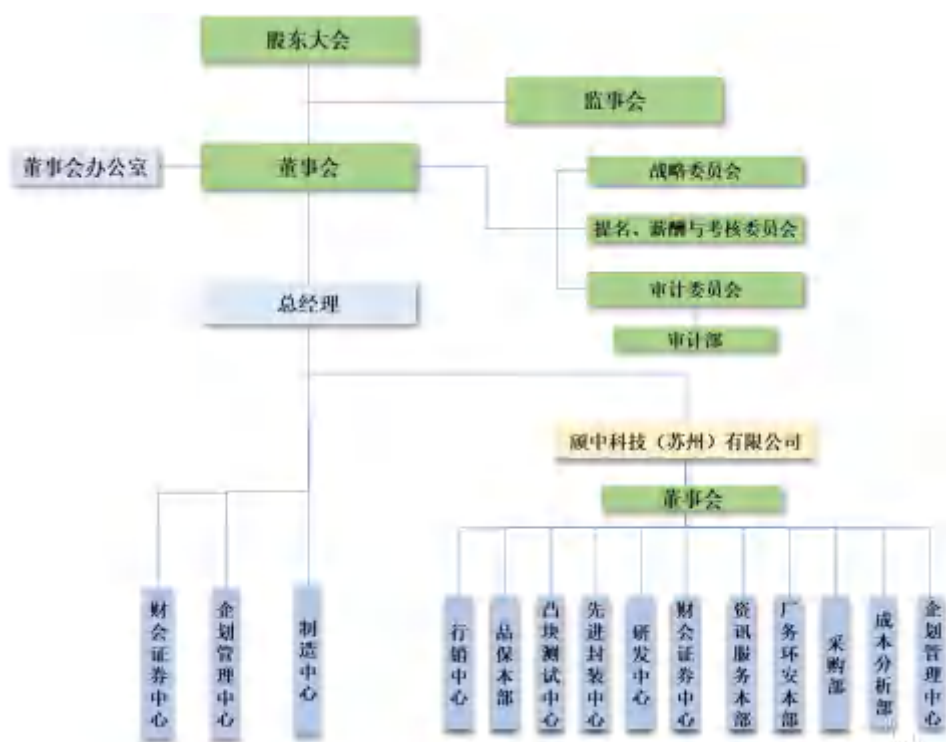 股东大会
监事会
董事会办公室
董事会
战略委员会
提名、薪酬与考核委员会
总经理
审计委员会
审计部
颀中科技（苏州）有限公司
董事会
财会证券中心
企划管理中心
制造中心
行销中心
品保本部
凸块测试中心
先进封装中心
研发中心
财会证券中心
资讯服务本部
厂务环安本部
采购部
成本分析部
企划管理中心